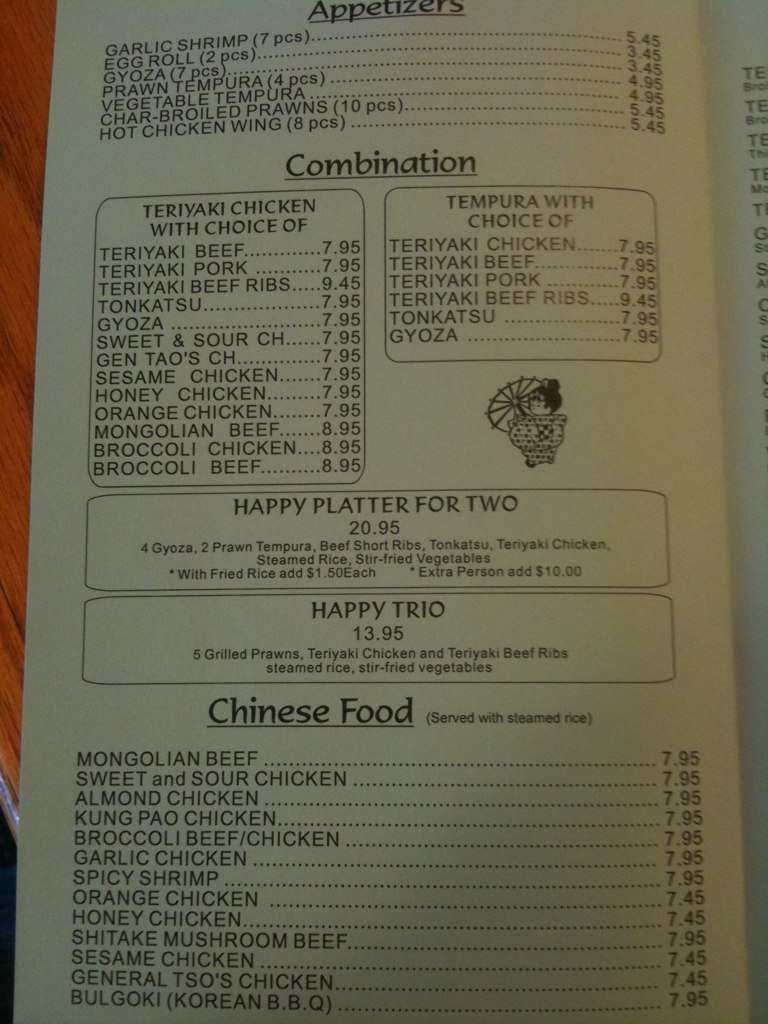 Appetizers
GARLIC SHRIMP (7 pcs)..................................................... 5.45
EGG ROLL (2 pcs)............................................................... 3.45
GYOZA (7 pcs)..................................................................... 3.45
PRAWN TEMPURA (4 pcs) ................................................ 4.95
VEGETABLE TEMPURA ..................................................... 4.95
CHAR-BROILED PRAWNS (10 pcs)..................................... 5.45
HOT CHICKEN WING (8 pcs) .............................................. 5.45
Combination
TERIYAKI CHICKEN
WITH CHOICE OF
TERIYAKI BEEF...........7.95
TERIYAKI PORK .........7.95
TERIYAKI BEEF RIBS.....9.45
TONKATSU.................7.95
GYOZA ......................7.95
SWEET & SOUR CH.....7.95
GEN TAO'S CH............7.95
SESAME CHICKEN.......7.95
HONEY CHICKEN.........7.95
ORANGE CHICKEN........7.95
MONGOLIAN BEEF.......8.95
BROCCOLI CHICKEN....8.95
BROCCOLI BEEF..........8.95
TEMPURA WITH
CHOICE OF
TERIYAKI CHICKEN.......7.95
TERIYAKI BEEF.............7.95
TERIYAKI PORK ............7.95
TERIYAKI BEEF RIBS.....9.45
TONKATSU .................7.95
GYOZA ......................7.95
HAPPY PLATTER FOR TWO
20.95
4 Gyoza, 2 Prawn Tempura, Beef Short Ribs, Tonkatsu, Teriyaki Chicken,
Steamed Rice, Stir-fried Vegetables
* With Fried Rice add $1.50Each * Extra Person add $10.00
HAPPY TRIO
13.95
5 Grilled Prawns, Teriyaki Chicken and Teriyaki Beef Ribs
steamed rice, stir-fried vegetables
Chinese Food (Served with steamed rice)
MONGOLIAN BEEF ............................................................ 7.95
SWEET and SOUR CHICKEN ............................................. 7.95
ALMOND CHICKEN ............................................................ 7.95
KUNG PAO CHICKEN.......................................................... 7.95
BROCCOLI BEEF/CHICKEN ............................................... 7.95
GARLIC CHICKEN .............................................................. 7.95
SPICY SHRIMP ................................................................... 7.95
ORANGE CHICKEN ............................................................ 7.45
HONEY CHICKEN................................................................ 7.45
SHITAKE MUSHROOM BEEF............................................... 7.95
SESAME CHICKEN ............................................................. 7.45
GENERAL TSO'S CHICKEN.................................................. 7.45
BULGOKI (KOREAN B.B.Q) .................................................. 7.95